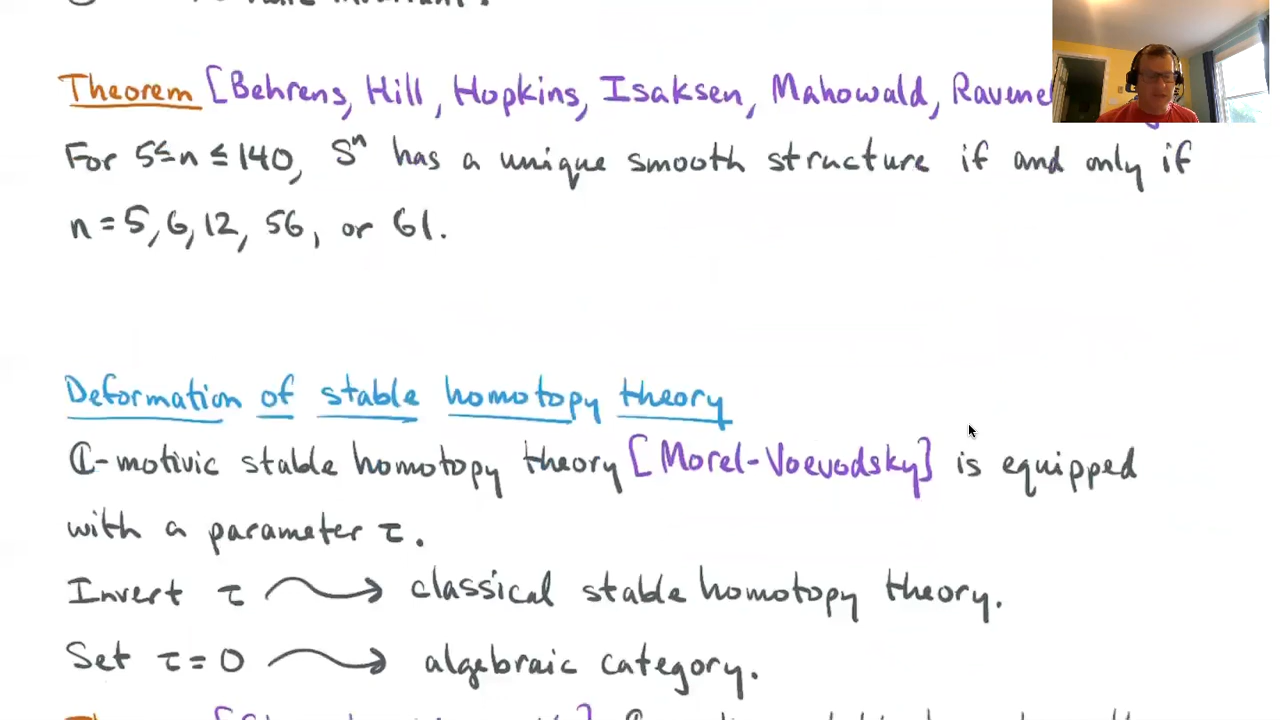 Theorem [Behrens, Hill, Hopkins, Isaksen, Mahowald,
For 5≤n≤140, Sⁿ has a unique smooth structure if and only if
n=5,6,12, 56, or 61.
Deformation of stable homotopy theory
ℂ-motivic stable homotopy theory [Morel-Voevodsky] is equipped
with a parameter τ.
Invert τ ⟿ classical stable homotopy theory.
Set τ=0 ⟿ algebraic category.